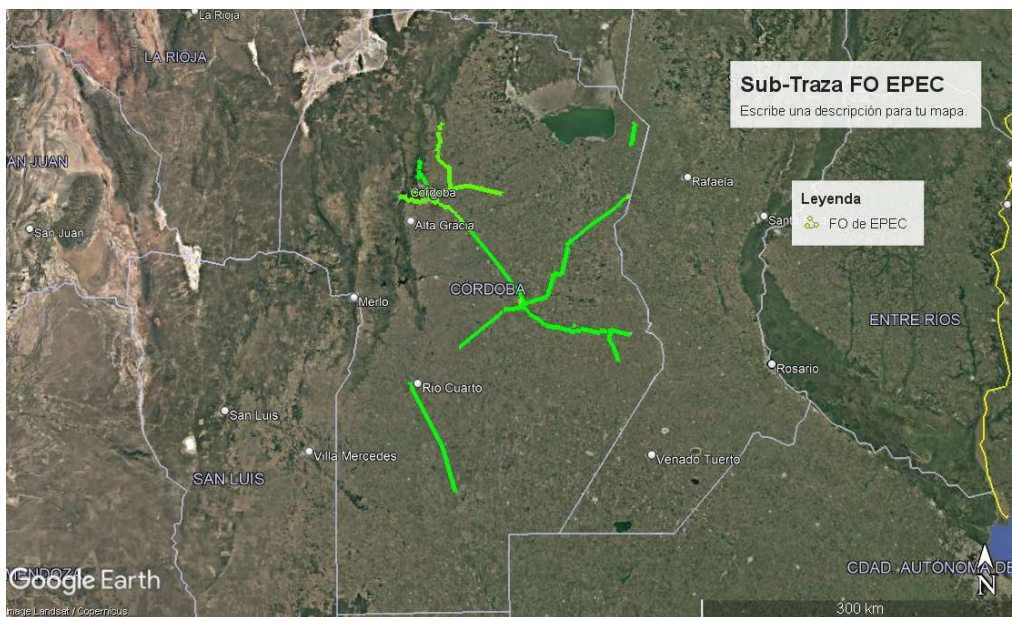 La Rioja
LA RIOJA
Sub-Traza FO EPEC
Escribe una descripción para tu mapa.
AN JUAN
Córdoba
Rafaela
Leyenda
FO de EPEC
Alta Gracia
San Juan
Sant
CÓRDOBA
Merlo
ENTRE RÍOS
Rosario
Río Cuarto
San Luis
Villa Mercedes
Venado Tuerto
SAN LUIS
MENDOZA
CDAD. AUTÓNOMA DE
Google Earth
N
Image Landsat / Copernicus
300 km